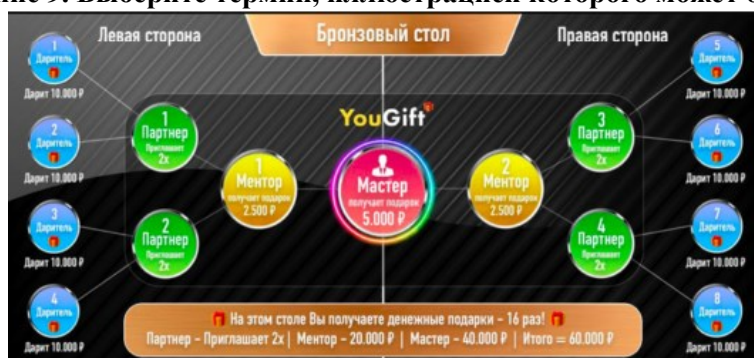 Левая сторона
Бронзовый стол
Правая сторона
1
Даритель
Дарит 10.000 ₽
2
Даритель
Дарит 10.000 ₽
3
Даритель
Дарит 10.000 ₽
4
Даритель
Дарит 10.000 ₽
1
Партнер
Приглашает
2x
2
Партнер
Приглашает
2x
1
Ментор
получает подарок
2.500 ₽
YouGift
Мастер
получает подарок
5.000 ₽
2
Ментор
получает подарок
2.500 ₽
3
Партнер
Приглашает
2x
4
Партнер
Приглашает
2x
5
Даритель
Дарит 10.000 ₽
6
Даритель
Дарит 10.000 ₽
7
Даритель
Дарит 10.000 ₽
8
Даритель
Дарит 10.000 ₽
На этом столе Вы получаете денежные подарки – 16 раз!
Партнер – Приглашает 2x | Ментор – 20.000 ₽ | Мастер – 40.000 ₽ | Итого = 60.000 ₽